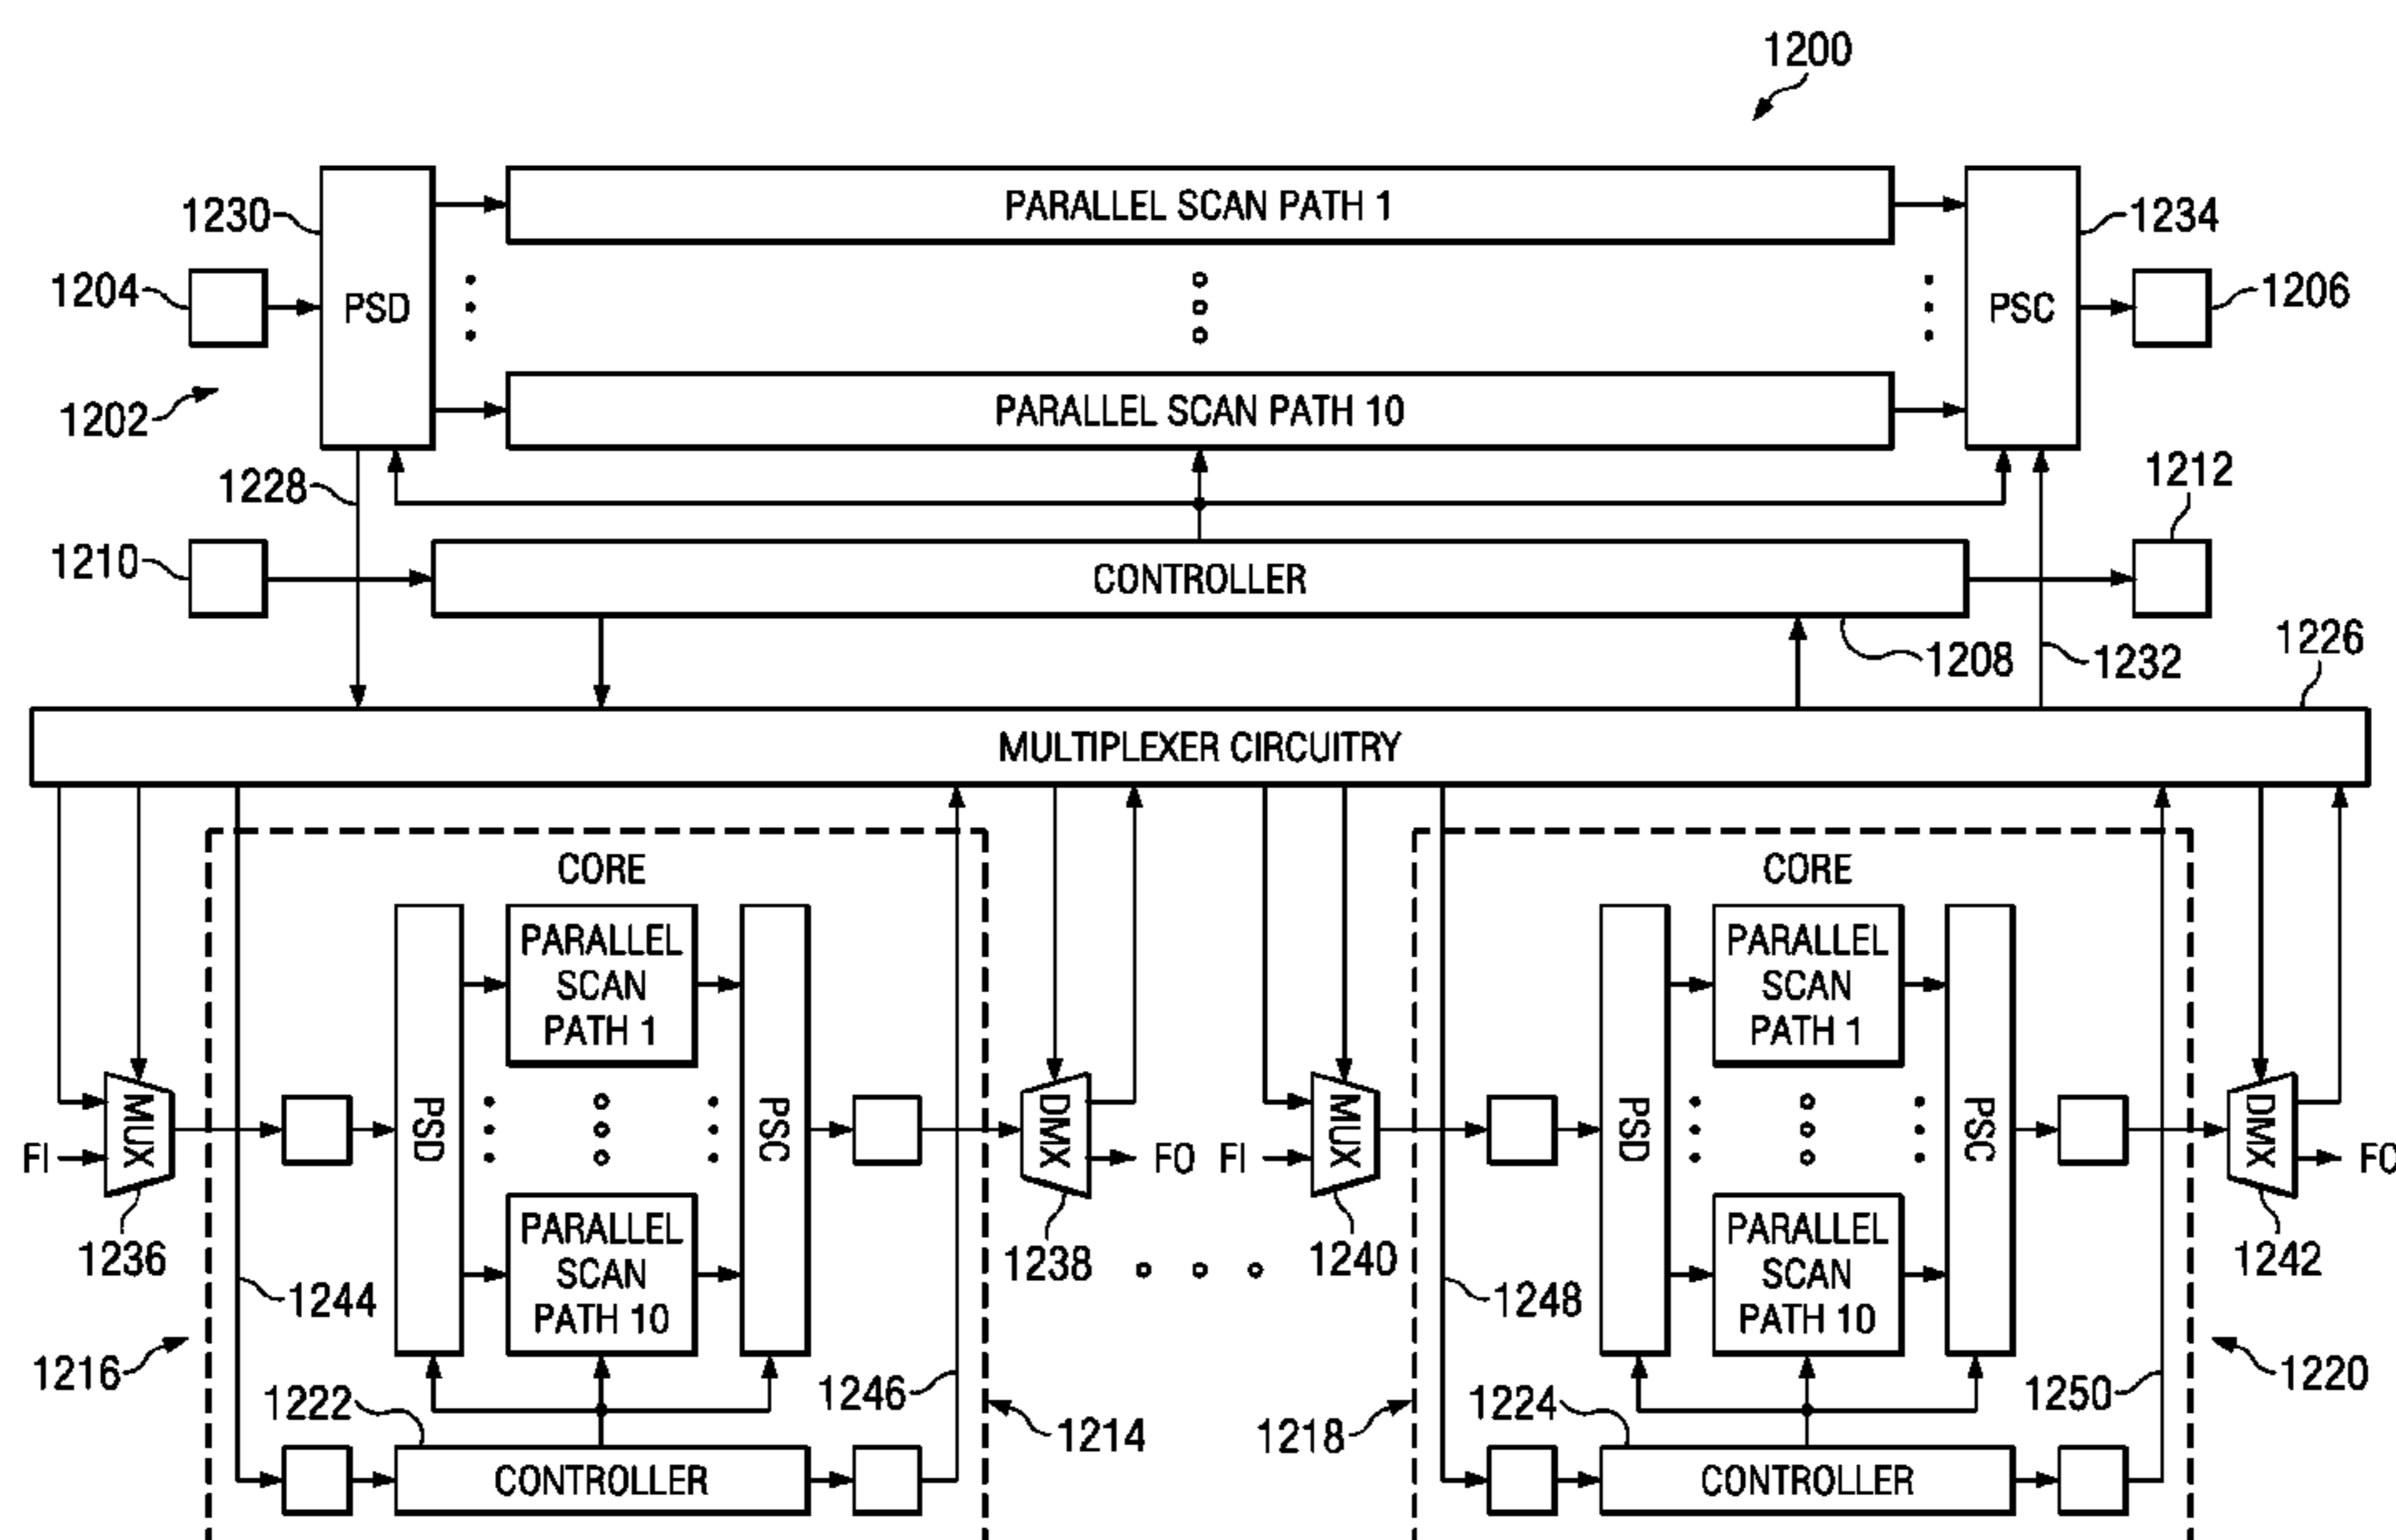 1200
PARALLEL SCAN PATH 1
1230
1234
1204
PSD
PSC
1206
1202
PARALLEL SCAN PATH 10
1228
1212
1210
CONTROLLER
1226
1208
1232
MULTIPLEXER CIRCUITRY
CORE
CORE
PARALLEL
SCAN
PATH 1
PARALLEL
SCAN
PATH 1
FI
MUX
PSD
PSC
DMX
FO
FI
MUX
PSD
PSC
DMX
FO
1236
PARALLEL
SCAN
PATH 10
1238
1240
PARALLEL
SCAN
PATH 10
1242
1244
1248
1216
1246
1250
1220
1222
1214
1218
1224
CONTROLLER
CONTROLLER